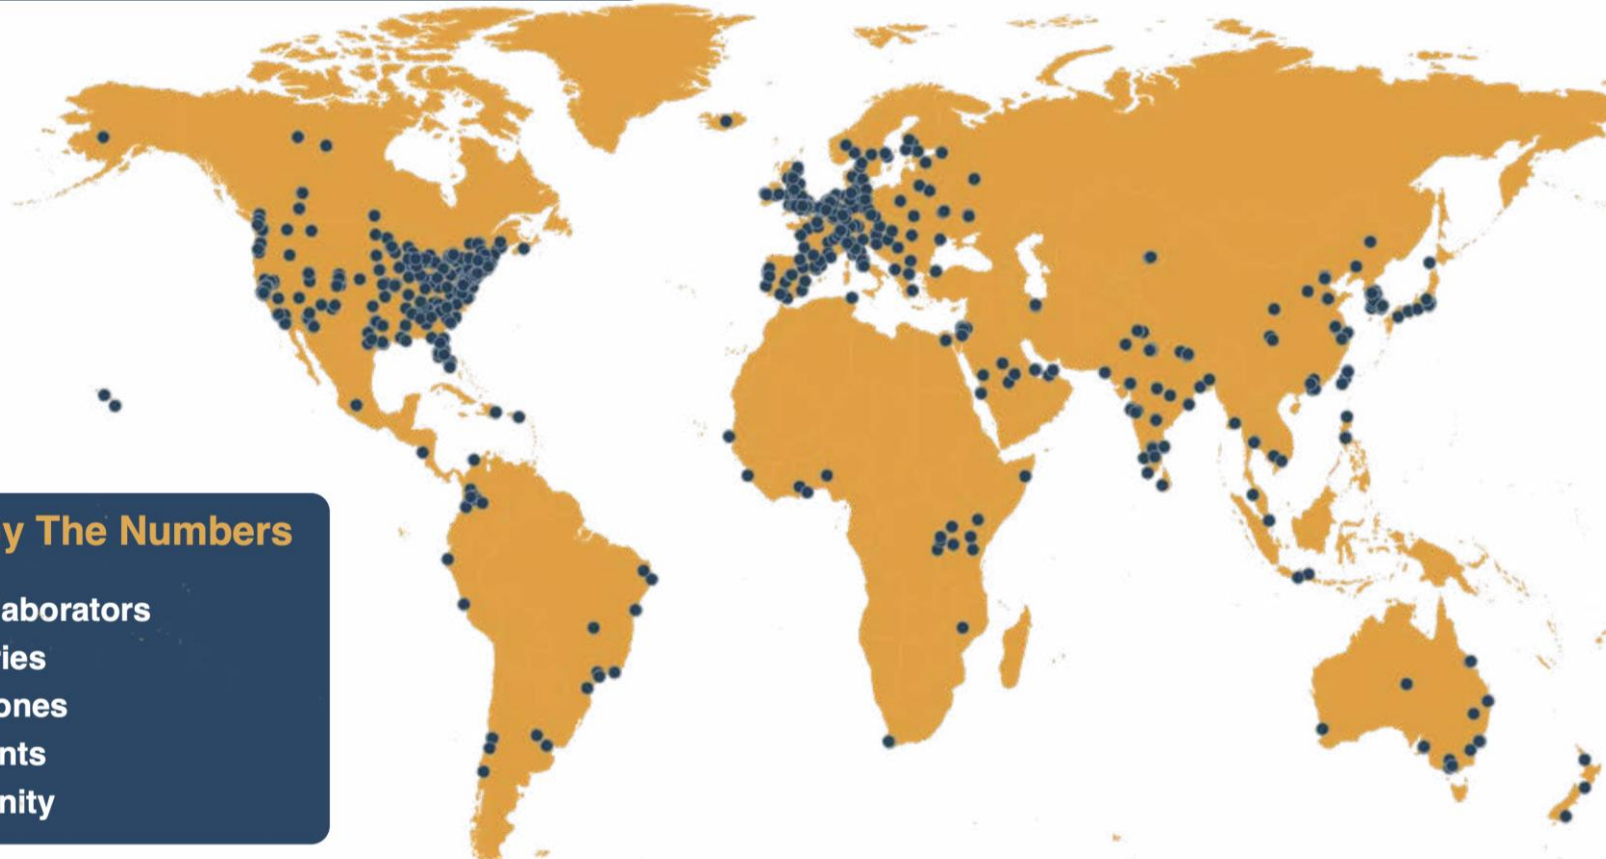 y The Numbers
aborators
ies
ones
nts
nity